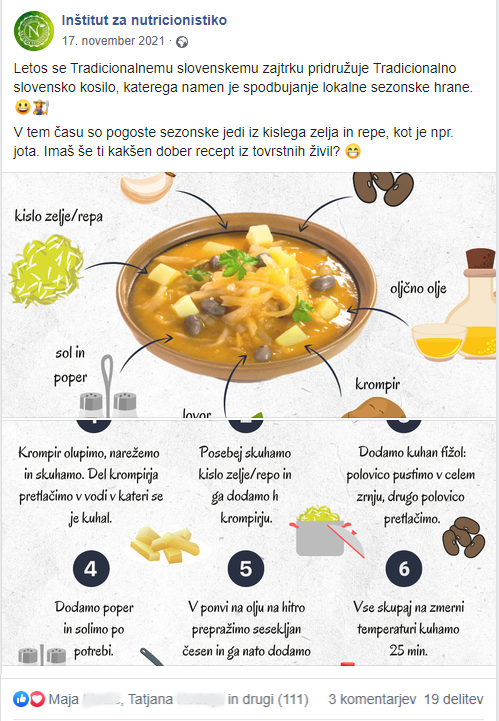 Inštitut za nutricionistiko
17. november 2021 ·
Letos se Tradicionalnemu slovenskemu zajtrku pridružuje Tradicionalno
slovensko kosilo, katerega namen je spodbujanje lokalne sezonske hrane.
V tem času so pogoste sezonske jedi iz kislega zelja in repe, kot je npr.
jota. Imaš še ti kakšen dober recept iz tovrstnih živil?
kislo zelje/repa
oljčno olje
sol in
poper
krompir
lovor
Krompir olupimo, narežemo
in skuhamo. Del krompirja
pretlačimo v vodi v kateri se
je kuhal.
Posebej skuhamo
kislo zelje/repo in
ga dodamo h
krompirju.
Dodamo kuhan fižol:
polovico pustimo v celem
zrnju, drugo polovico
pretlačimo.
4
Dodamo poper
in solimo po
potrebi.
5
V ponvi na olju na hitro
prepražimo sesekljan
česen in ga nato dodamo
6
Vse skupaj na zmerni
temperaturi kuhamo
25 min.
Maja , Tatjana in drugi (111) 3 komentarjev 19 delitev